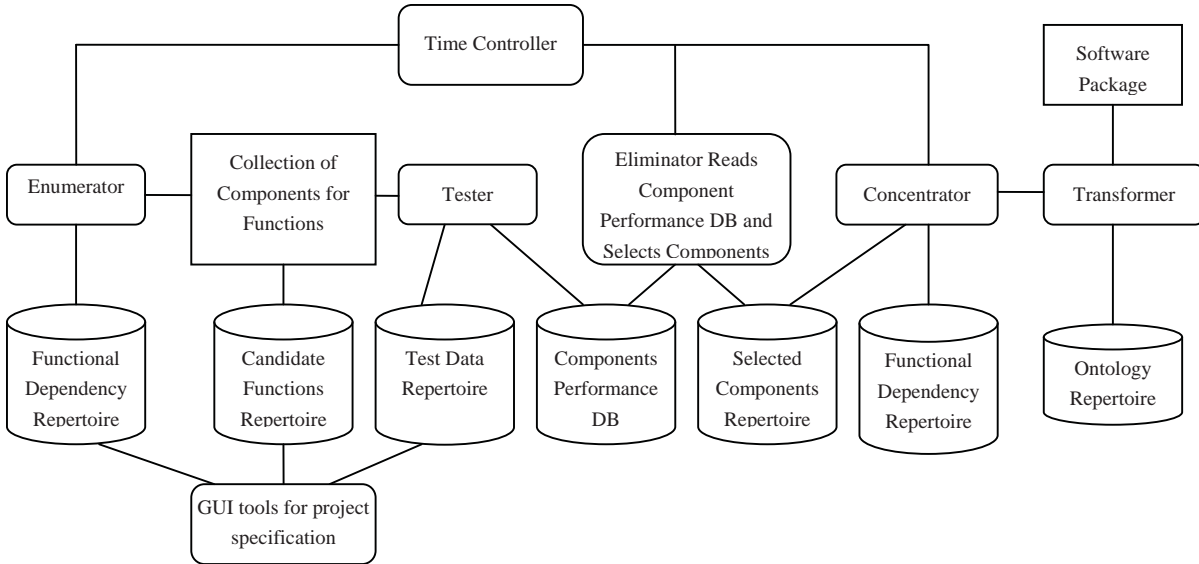 Time Controller
Software
Package
Collection of
Components for
Functions
Eliminator Reads
Component
Performance DB and
Selects Components
Enumerator
Tester
Concentrator
Transformer
Functional
Dependency
Repertoire
Candidate
Functions
Repertoire
Test Data
Repertoire
Components
Performance
DB
Selected
Components
Repertoire
Functional
Dependency
Repertoire
Ontology
Repertoire
GUI tools for project
specification